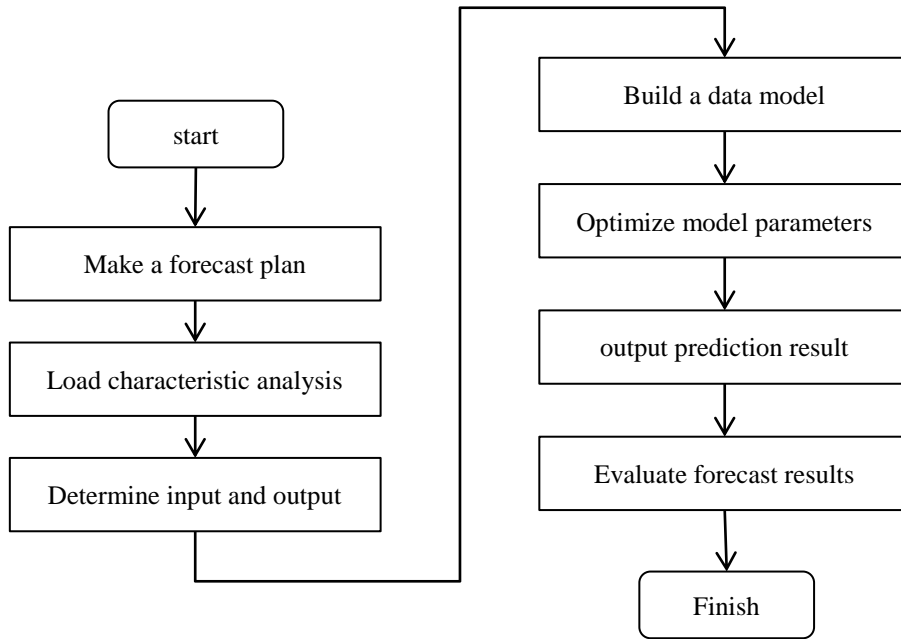 start
Make a forecast plan
Load characteristic analysis
Determine input and output
Build a data model
Optimize model parameters
output prediction result
Evaluate forecast results
Finish